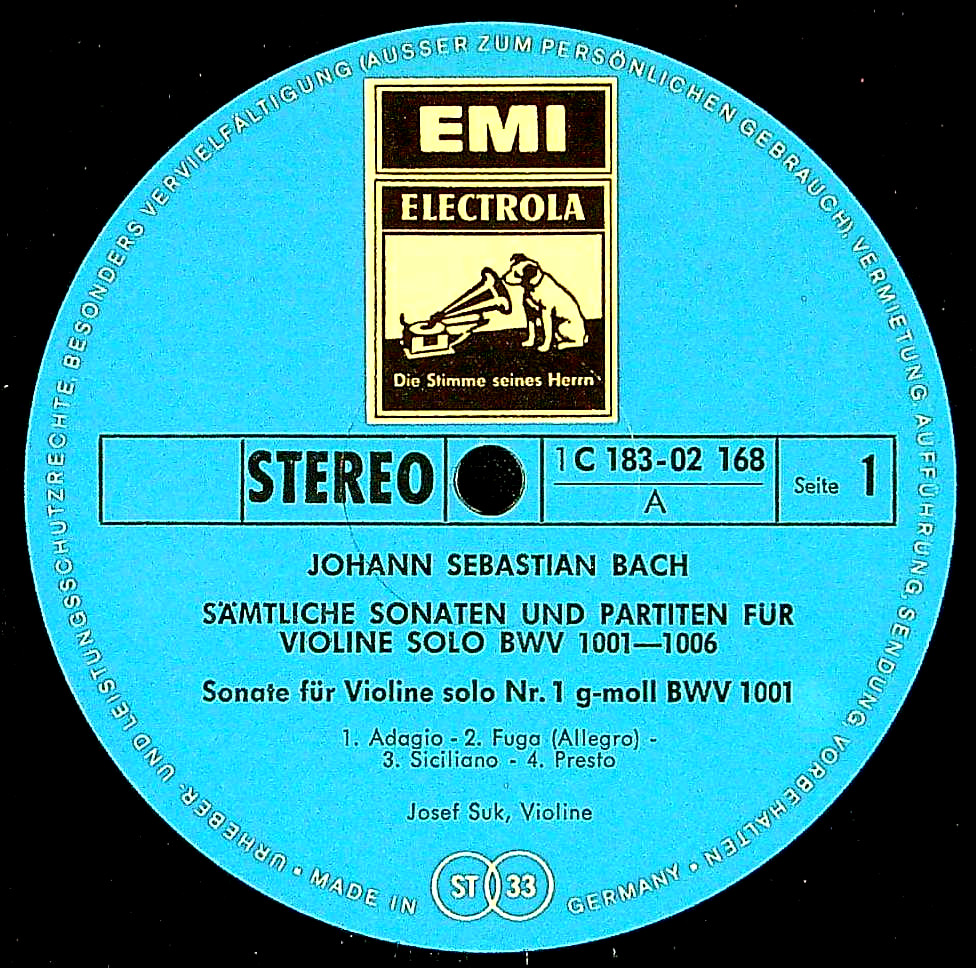 EMI
ELECTROLA
Die Stimme seines Herrn
STEREO
1C 183-02 168
A
Seite 1
JOHANN SEBASTIAN BACH
SÄMTLICHE SONATEN UND PARTITEN FÜR
VIOLINE SOLO BWV 1001—1006
Sonate für Violine solo Nr. 1 g-moll BWV 1001
1. Adagio - 2. Fuga (Allegro) -
3. Siciliano - 4. Presto
Josef Suk, Violine
ST 33
URHEBER- UND LEISTUNGSSCHUTZRECHTE, BESONDERS VERVIELFÄLTIGUNG (AUSSER ZUM PERSÖNLICHEN GEBRAUCH), VERMIETUNG, AUFFÜHRUNG, SENDUNG, VORBEHALTEN • MADE IN GERMANY •